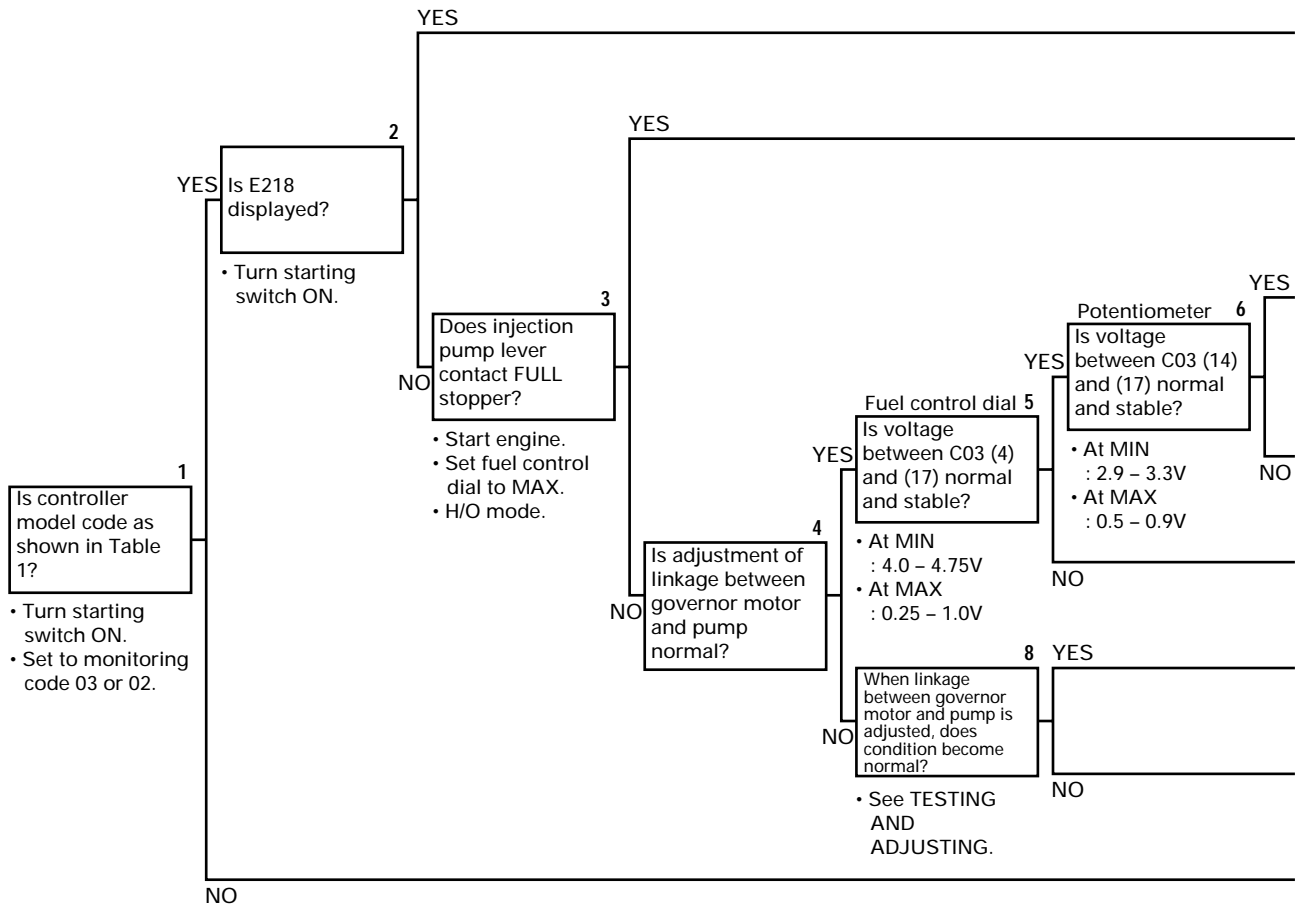 YES
2
YES
YES
Is E218
displayed?
• Turn starting
switch ON.
NO
3
Does injection
pump lever
contact FULL
stopper?
• Start engine.
• Set fuel control
dial to MAX.
• H/O mode.
1
Is controller
model code as
shown in Table
1?
• Turn starting
switch ON.
• Set to monitoring
code 03 or 02.
NO
4
Is adjustment of
linkage between
governor motor
and pump
normal?
YES
Fuel control dial 5
Is voltage
between C03 (4)
and (17) normal
and stable?
• At MIN
: 4.0 – 4.75V
• At MAX
: 0.25 – 1.0V
YES
Potentiometer 6
Is voltage
between C03 (14)
and (17) normal
and stable?
• At MIN
: 2.9 – 3.3V
• At MAX
: 0.5 – 0.9V
YES
NO
NO
NO
8
When linkage
between governor
motor and pump is
adjusted, does
condition become
normal?
• See TESTING
AND
ADJUSTING.
YES
NO
NO